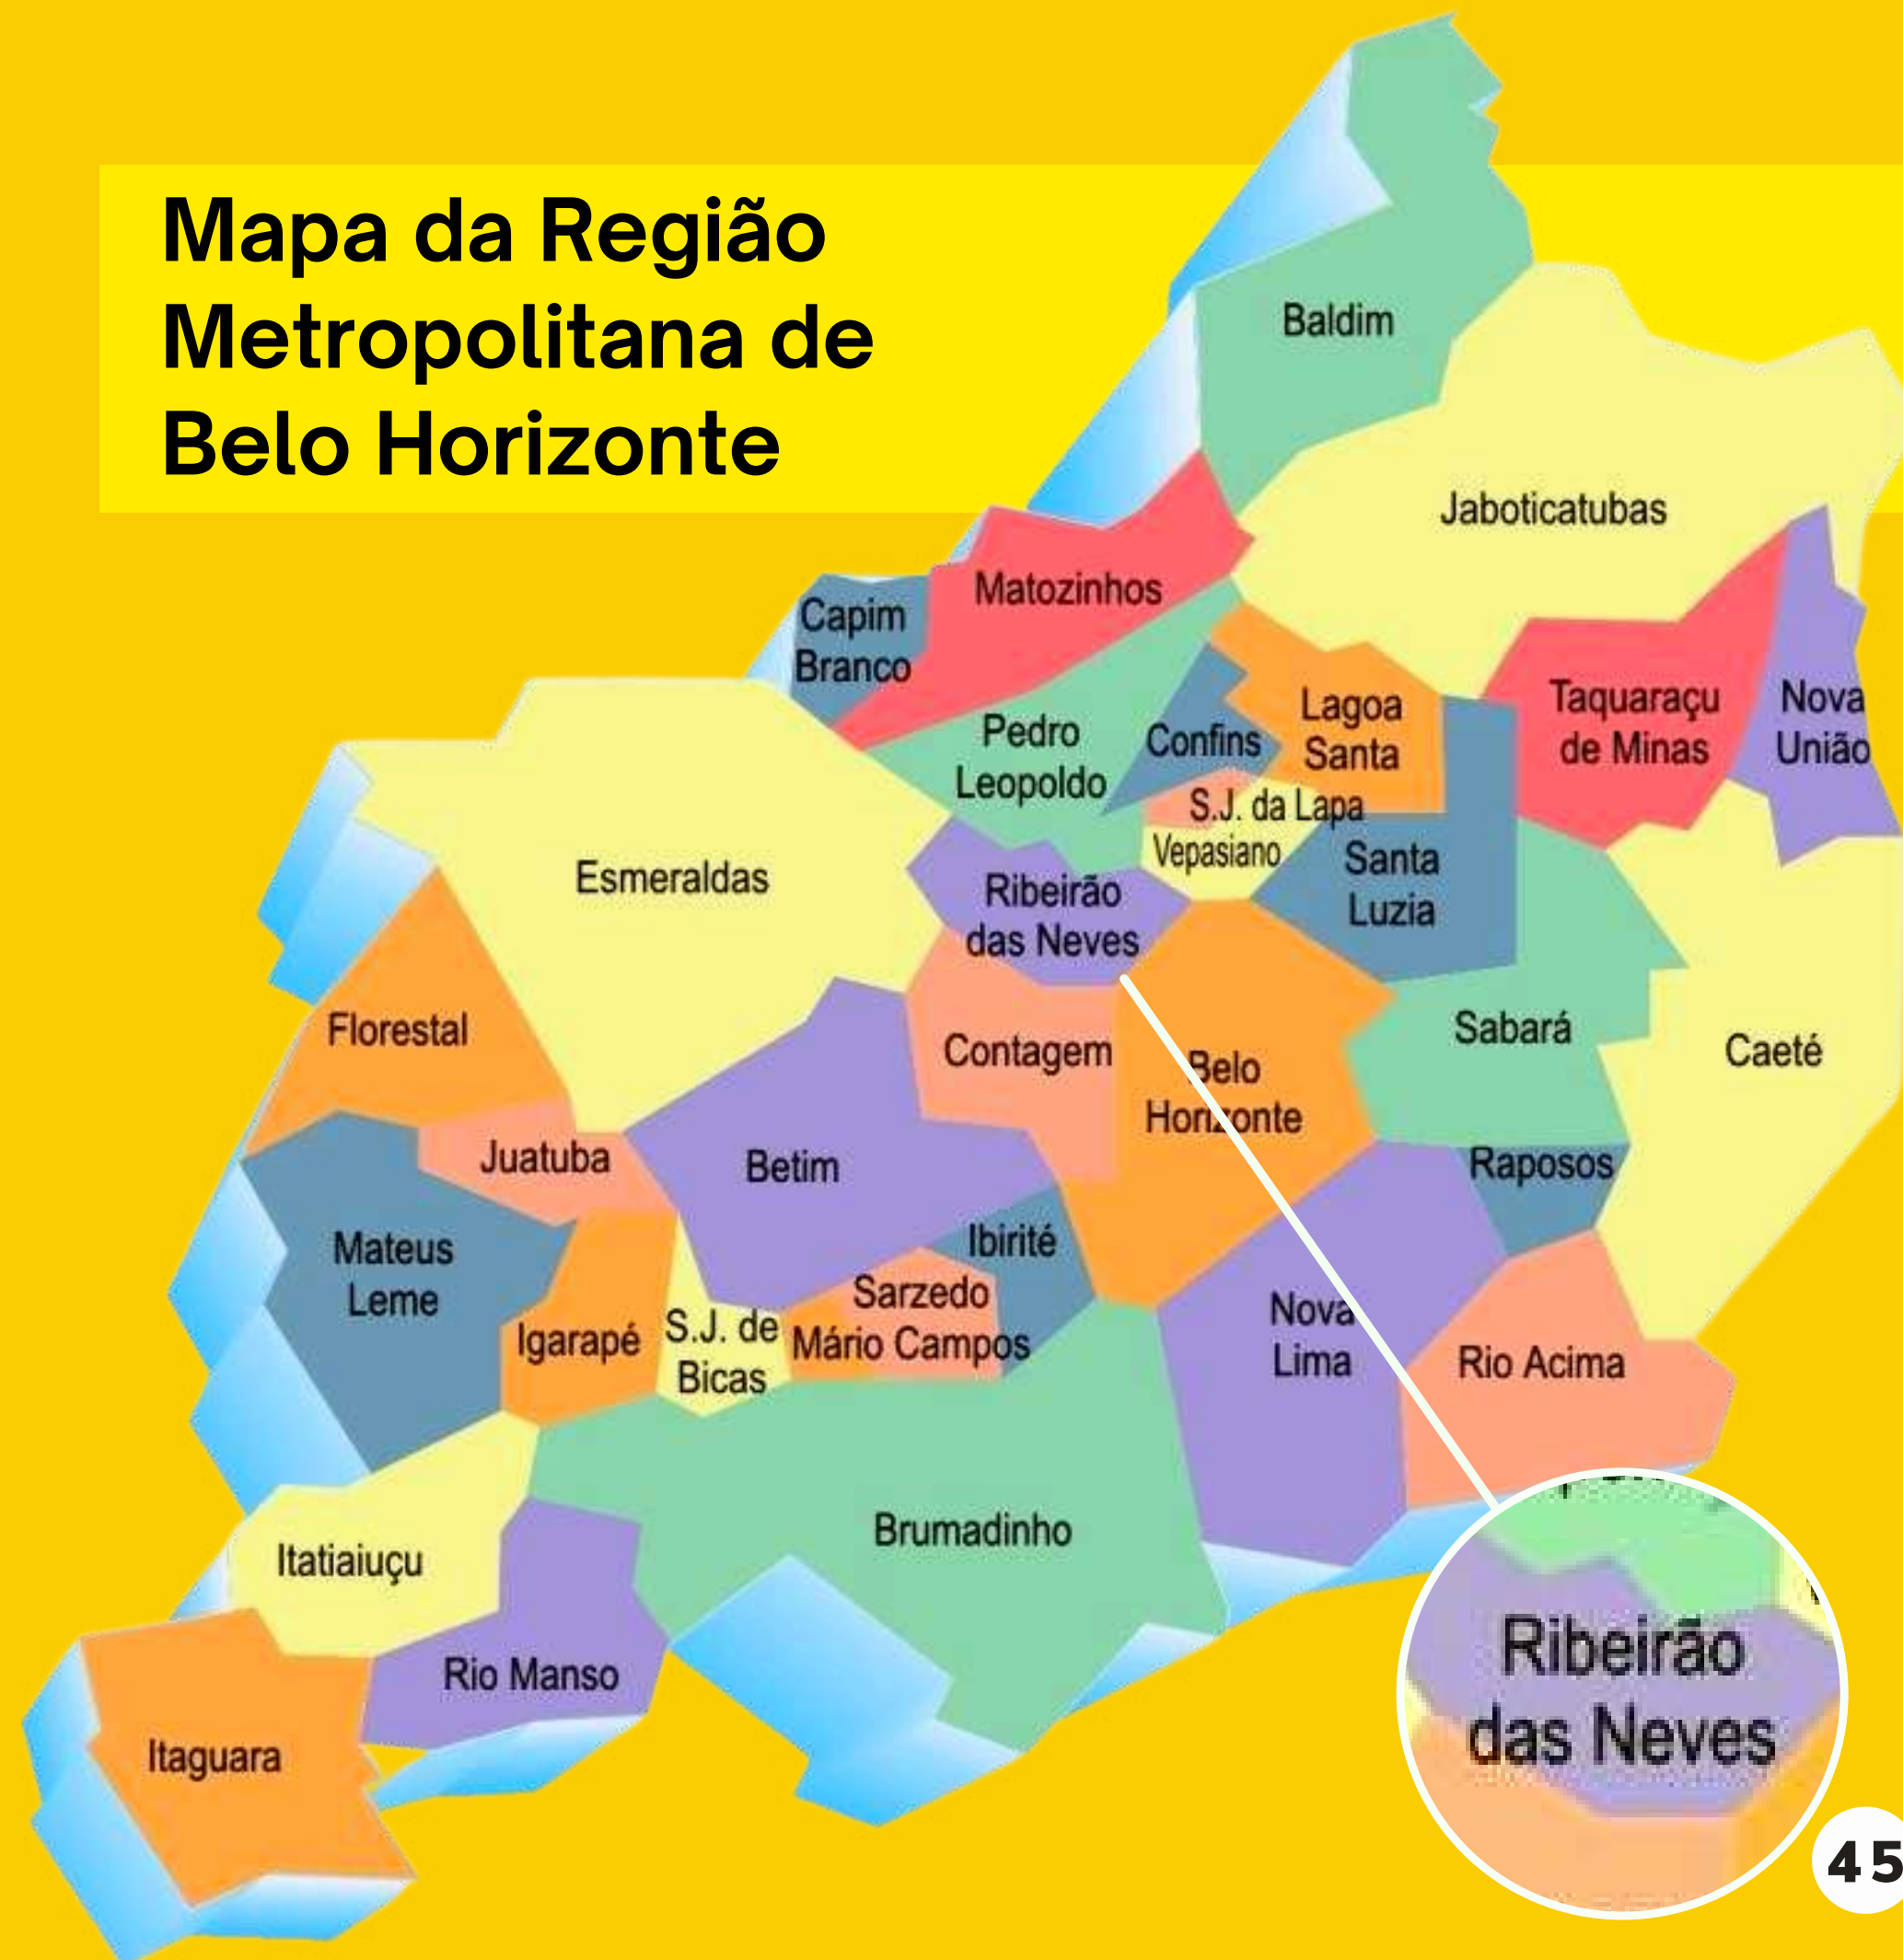 Mapa da Região
Metropolitana de
Belo Horizonte
Baldim
Jaboticatubas
Matozinhos
Capim
Branco
Pedro
Leopoldo
Confins
Lagoa
Santa
Taquaraçu
de Minas
Nova
União
S.J. da Lapa
Vepasiano
Santa
Luzia
Esmeraldas
Ribeirão
das Neves
Florestal
Contagem
Belo
Horizonte
Sabará
Caeté
Juatuba
Betim
Raposos
Mateus
Leme
Ibirité
Sarzedo
Mário Campos
Igarapé
S.J. de
Bicas
Nova
Lima
Rio Acima
Brumadinho
Itatiaiuçu
Rio Manso
Itaguara
Ribeirão
das Neves
45